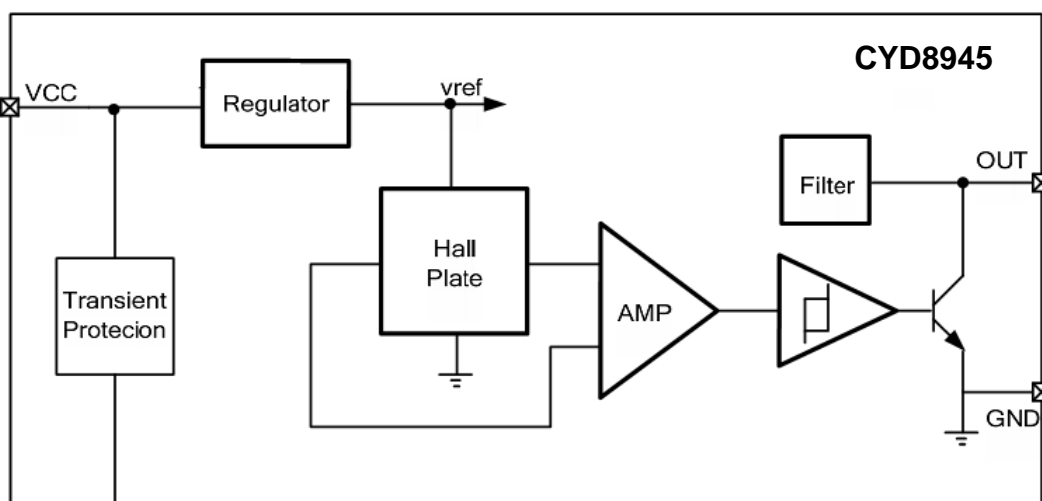 CYD8945
VCC
Regulator
vref
OUT
Filter
Hall
Plate
Transient
Protecion
AMP
GND